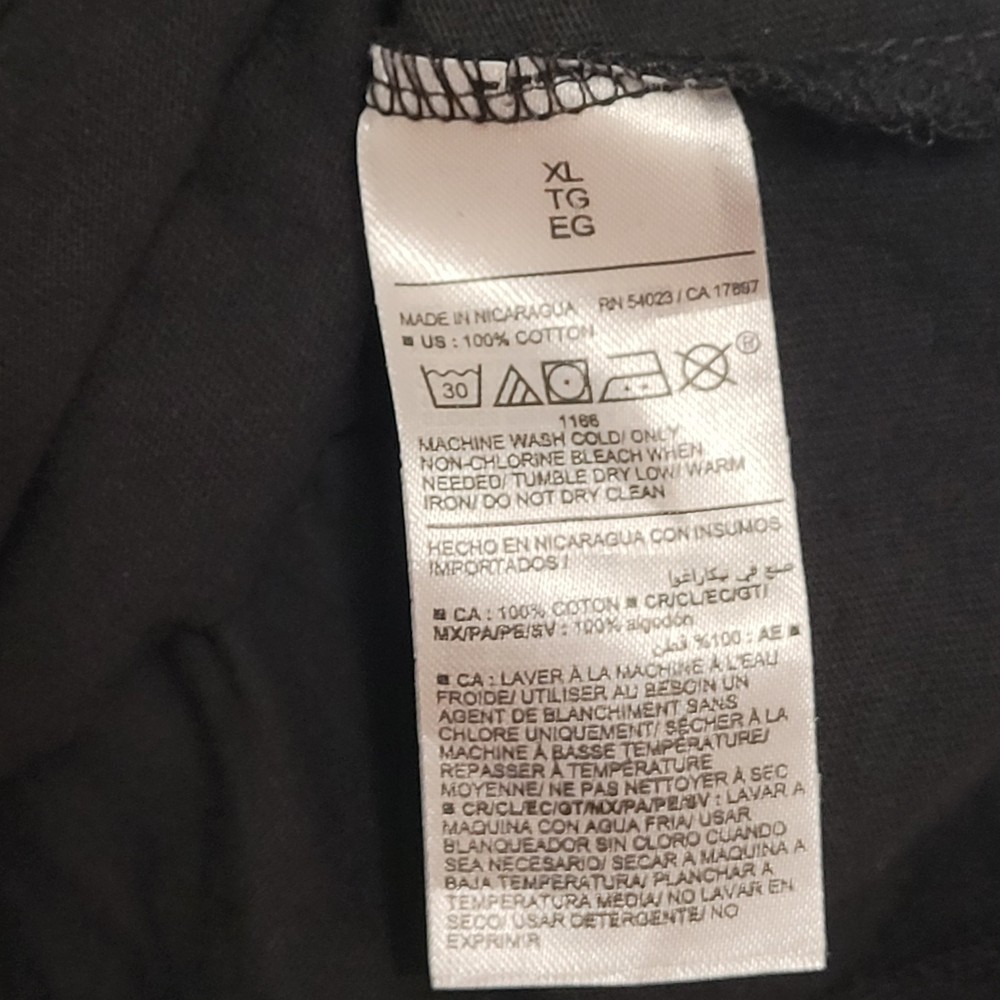 XL
TG
EG
MADE IN NICARAGUA RN 54023 / CA 17897
US : 100% COTTON
30
®
1166
MACHINE WASH COLD/ ONLY
NON-CHLORINE BLEACH WHEN
NEEDED/ TUMBLE DRY LOW/ WARM
IRON/ DO NOT DRY CLEAN
HECHO EN NICARAGUA CON INSUMOS
IMPORTADOS /
صنع في نيكاراغوا
CA : 100% COTON CR/CL/EC/GT/
MX/PA/PE/SV : 100% algodón
AE : 100% قطن
CA : LAVER À LA MACHINE À L'EAU
FROIDE/ UTILISER AU BESOIN UN
AGENT DE BLANCHIMENT SANS
CHLORE UNIQUEMENT/ SÉCHER À LA
MACHINE À BASSE TEMPÉRATURE/
REPASSER À TEMPÉRATURE
MOYENNE/ NE PAS NETTOYER À SEC
CR/CL/EC/GT/MX/PA/PE/SV : LAVAR A
MAQUINA CON AGUA FRIA/ USAR
BLANQUEADOR SIN CLORO CUANDO
SEA NECESARIO/ SECAR A MAQUINA A
BAJA TEMPERATURA/ PLANCHAR A
TEMPERATURA MEDIA/ NO LAVAR EN
SECO/ USAR DETERGENTE/ NO
EXPRIMIR